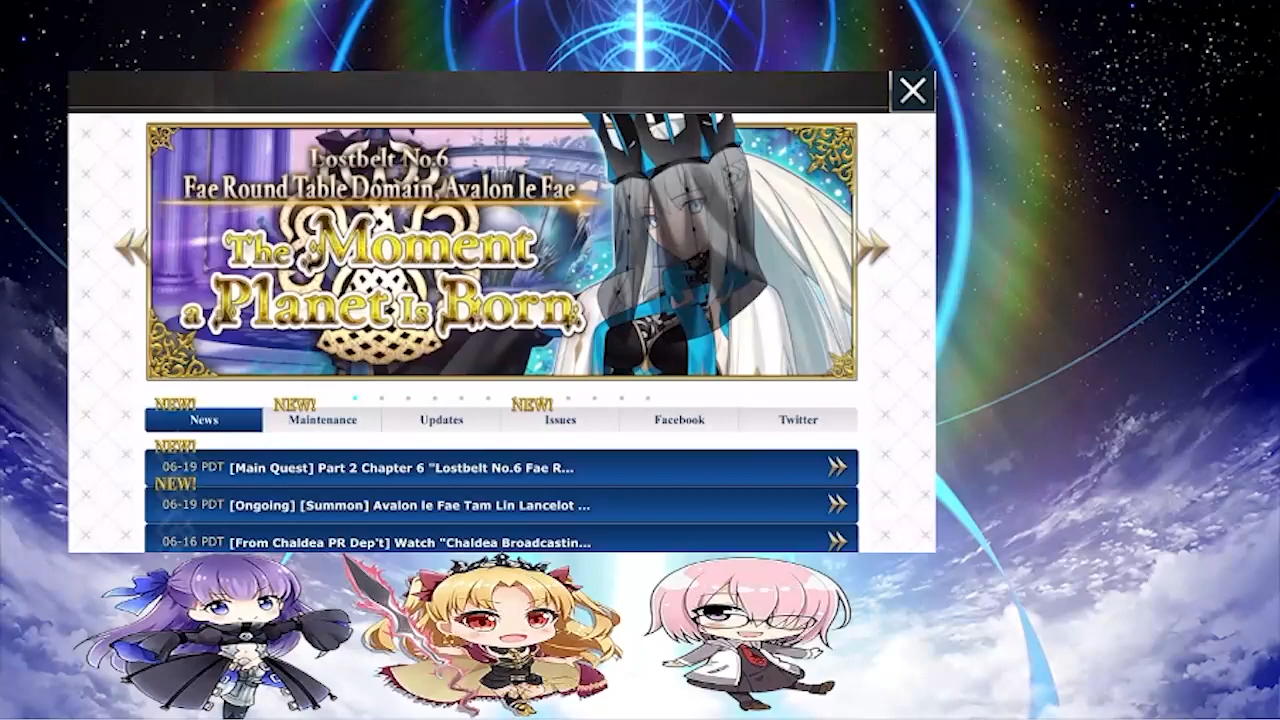 Lostbelt No.6
Fae Round Table Domain, Avalon le Fae
The Moment
a Planet Is Born
NEW! NEW! NEW!
News Maintenance Updates Issues Facebook Twitter
NEW!
06-19 PDT [Main Quest] Part 2 Chapter 6 "Lostbelt No.6 Fae R...
NEW!
06-19 PDT [Ongoing] [Summon] Avalon le Fae Tam Lin Lancelot ...
06-16 PDT [From Chaldea PR Dep't] Watch "Chaldea Broadcastin...